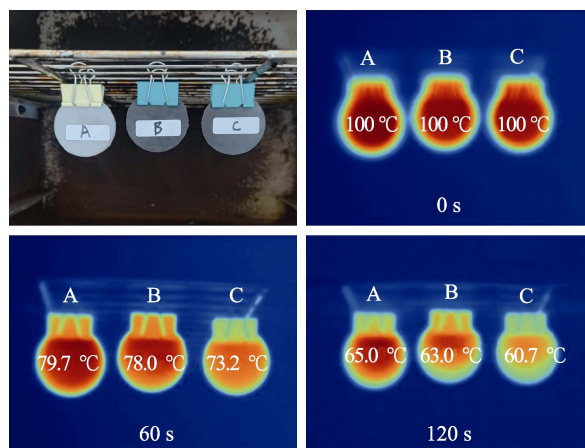 A B C
A B C
100 ℃ 100 ℃ 100 ℃
0 s
A B C
79.7 ℃ 78.0 ℃ 73.2 ℃
60 s
A B C
65.0 ℃ 63.0 ℃ 60.7 ℃
120 s